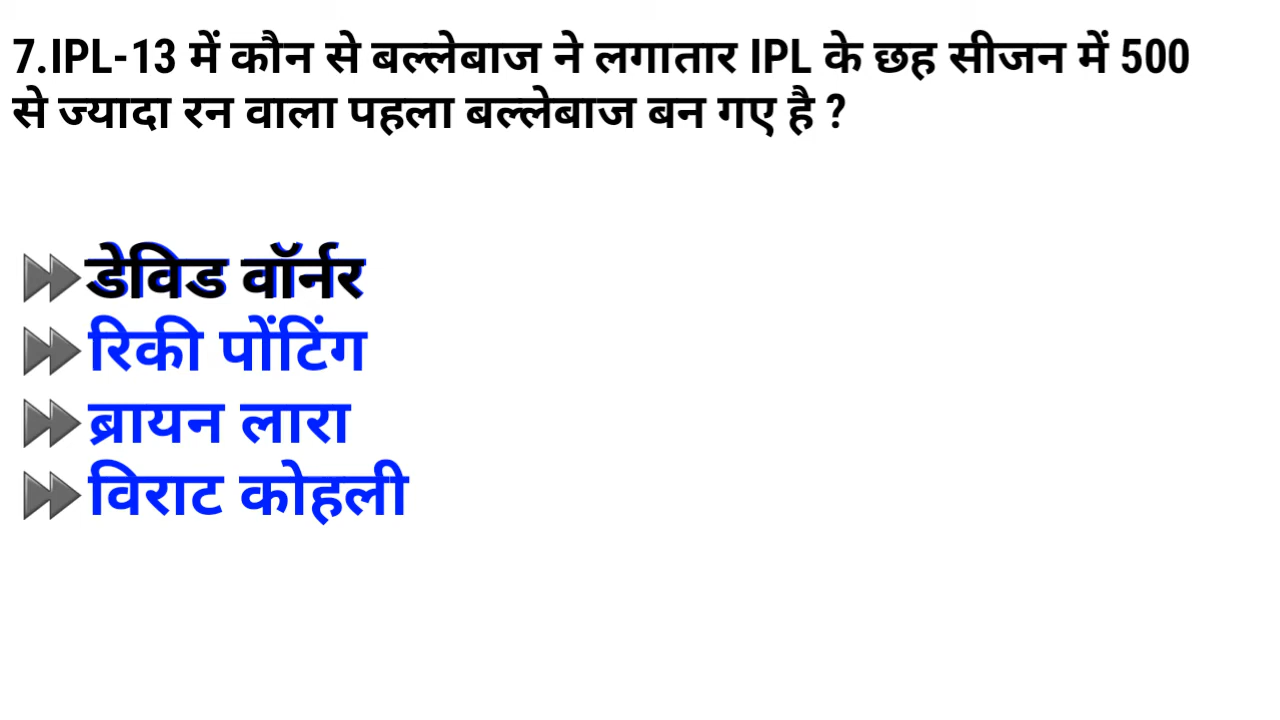 7.IPL-13 में कौन से बल्लेबाज ने लगातार IPL के छह सीजन में 500
से ज्यादा रन वाला पहला बल्लेबाज बन गए है ?
डेविड वॉर्नर
रिकी पोंटिंग
ब्रायन लारा
विराट कोहली